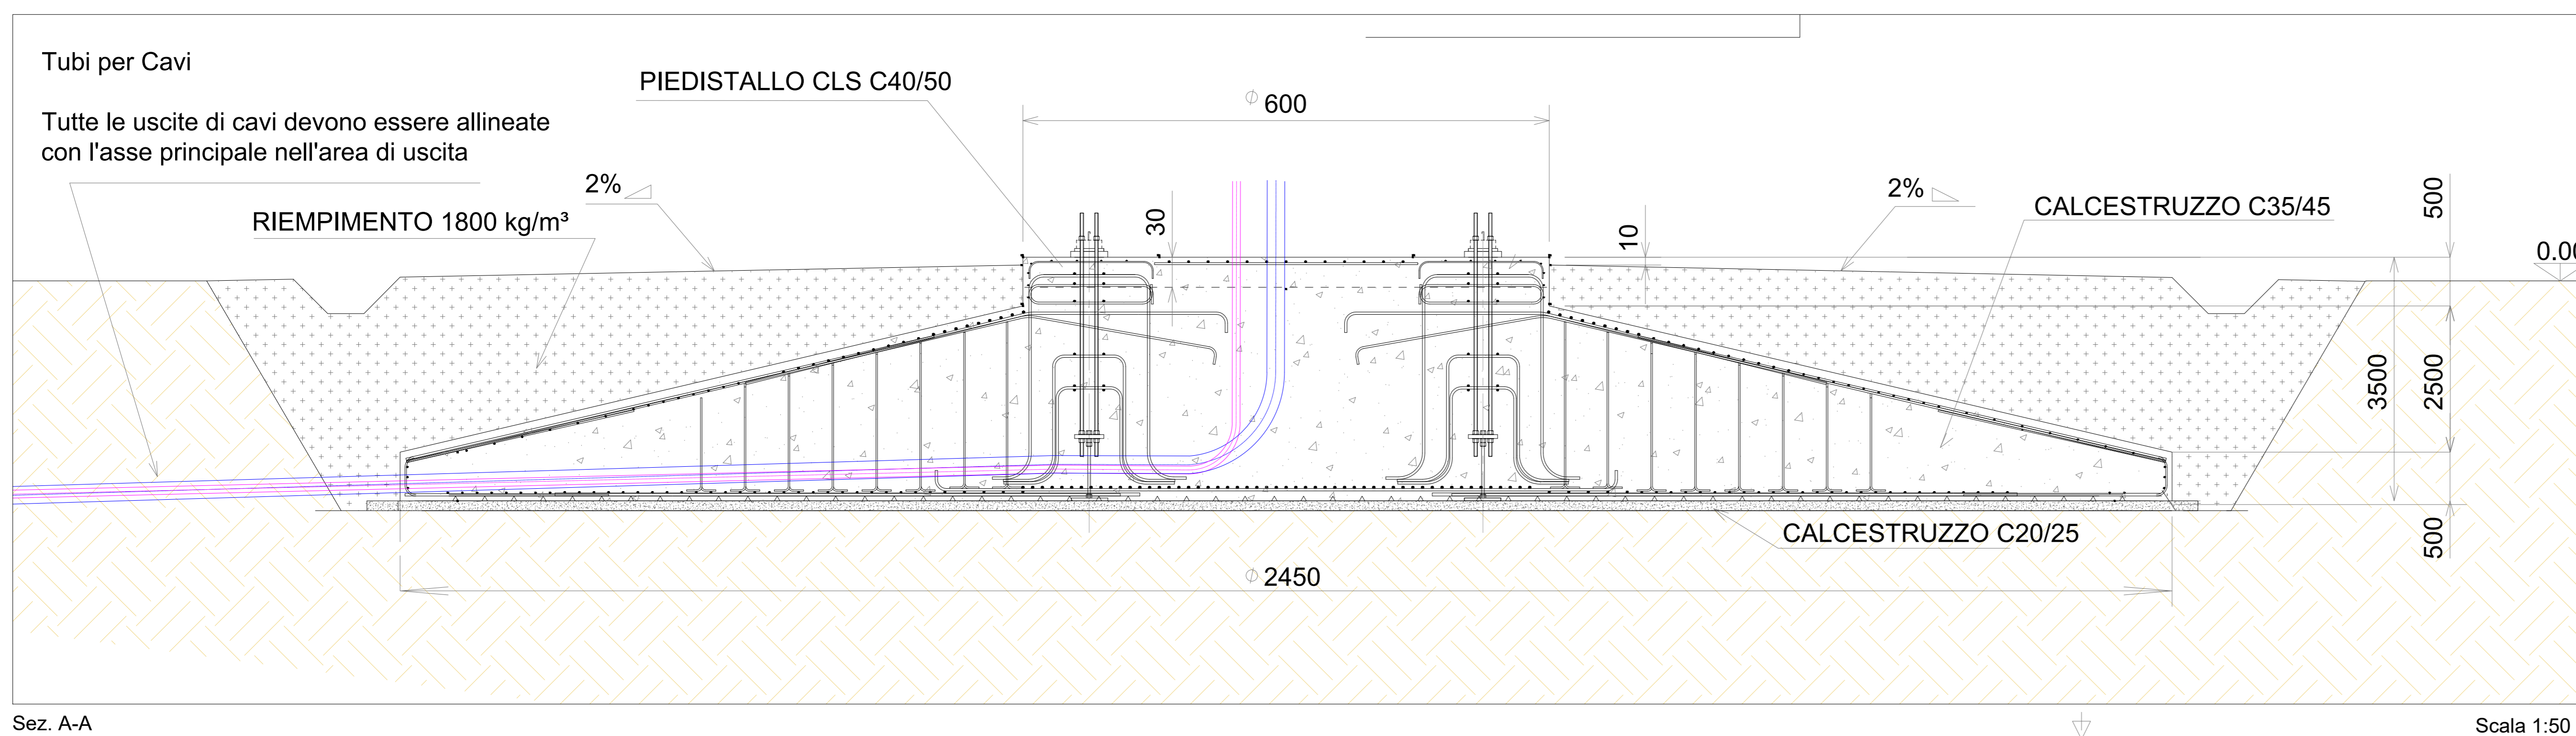 Tubi per Cavi
Tutte le uscite di cavi devono essere allineate
con l'asse principale nell'area di uscita
PIEDISTALLO CLS C40/50
2%
RIEMPIMENTO 1800 kg/m³
∅ 600
30
10
2%
CALCESTRUZZO C35/45
500
0.00
3500
2500
500
CALCESTRUZZO C20/25
∅ 2450
Sez. A-A
Scala 1:50